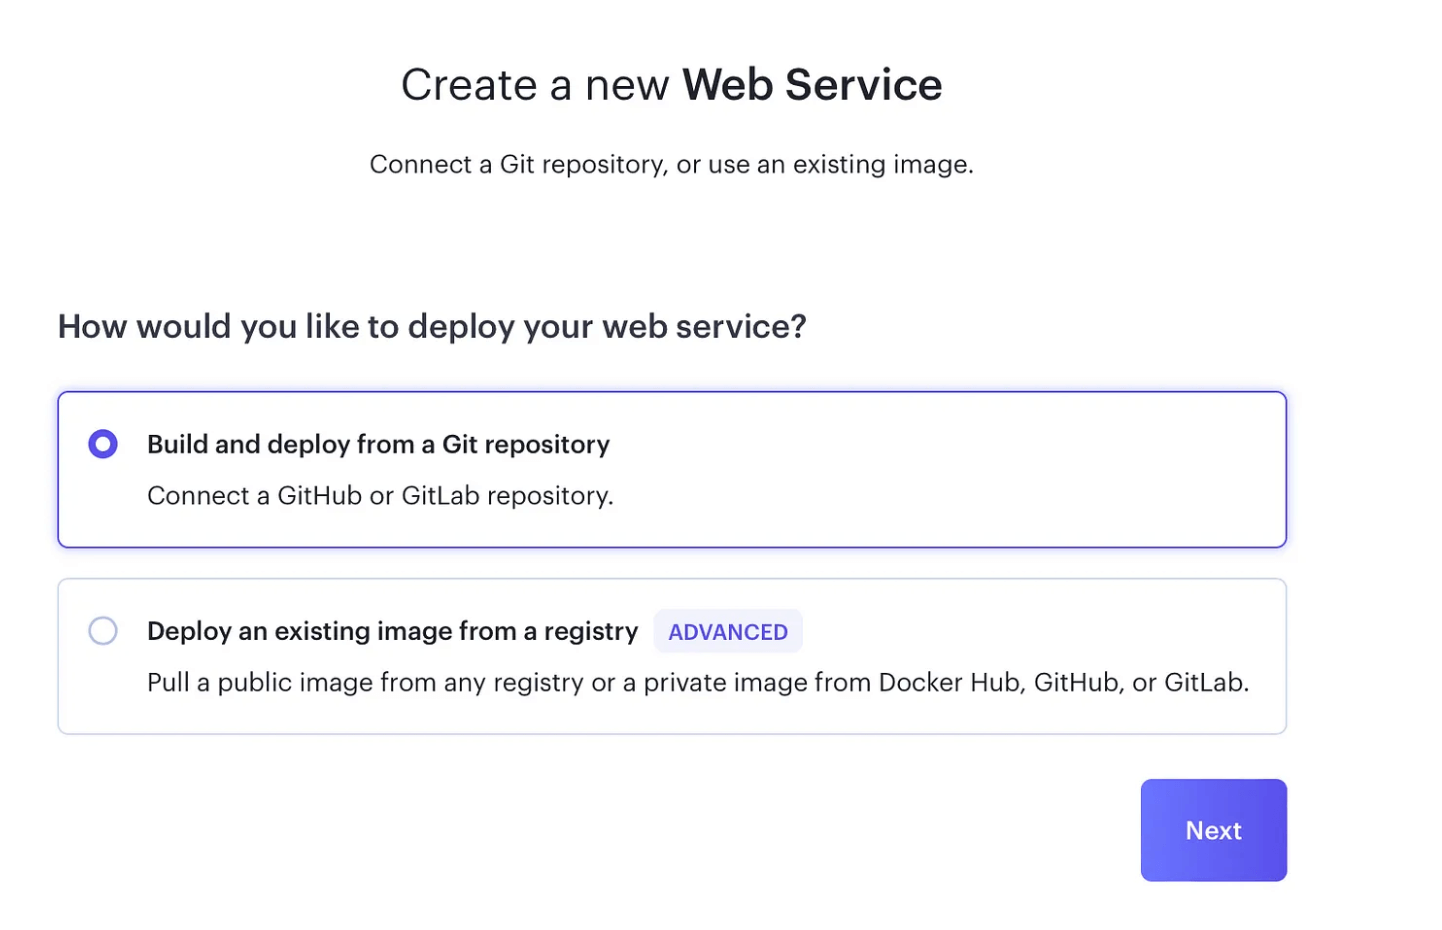 Create a new Web Service
Connect a Git repository, or use an existing image.
How would you like to deploy your web service?
Build and deploy from a Git repository
Connect a GitHub or GitLab repository.
Deploy an existing image from a registry ADVANCED
Pull a public image from any registry or a private image from Docker Hub, GitHub, or GitLab.
Next